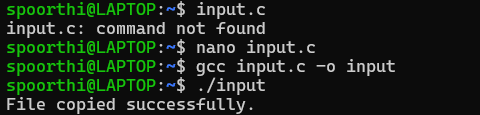 spoorthi@LAPTOP:~$ input.c
input.c: command not found
spoorthi@LAPTOP:~$ nano input.c
spoorthi@LAPTOP:~$ gcc input.c -o input
spoorthi@LAPTOP:~$ ./input
File copied successfully.